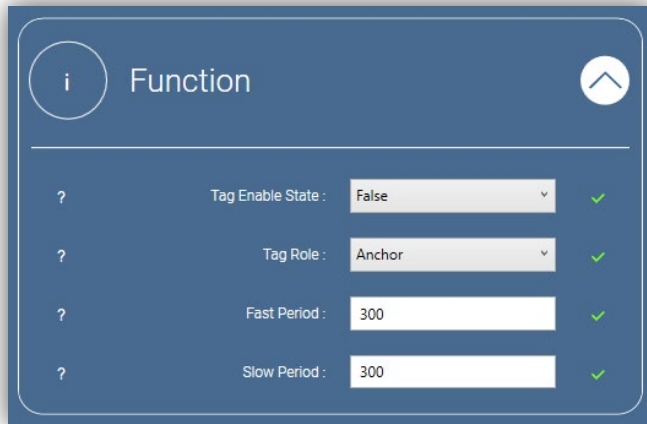 i Function
? Tag Enable State : False
? Tag Role : Anchor
? Fast Period : 300
? Slow Period : 300